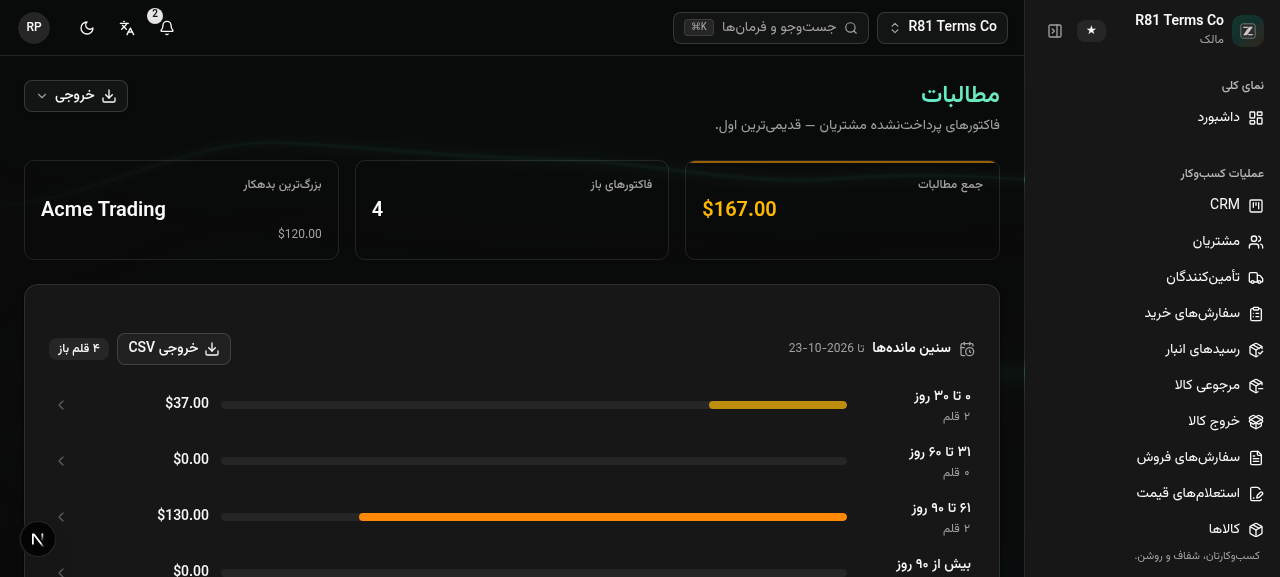 R81 Terms Co
مالک
★
نمای کلی
داشبورد
عملیات کسب‌وکار
CRM
مشتریان
تأمین‌کنندگان
سفارش‌های خرید
رسیدهای انبار
مرجوعی کالا
خروج کالا
سفارش‌های فروش
استعلام‌های قیمت
کالاها
کسب‌وکارتان، شفاف و روشن.
R81 Terms Co
جست‌وجو و فرمان‌ها
⌘K
2
RP
مطالبات
فاکتورهای پرداخت‌نشده مشتریان — قدیمی‌ترین اول.
خروجی
جمع مطالبات
$167.00
فاکتورهای باز
4
بزرگ‌ترین بدهکار
Acme Trading
$120.00
سنین مانده‌ها تا 2026-10-23
خروجی CSV
۴ قلم باز
۰ تا ۳۰ روز
۲ قلم
$37.00
۳۱ تا ۶۰ روز
۰ قلم
$0.00
۶۱ تا ۹۰ روز
۲ قلم
$130.00
بیش از ۹۰ روز
$0.00
N